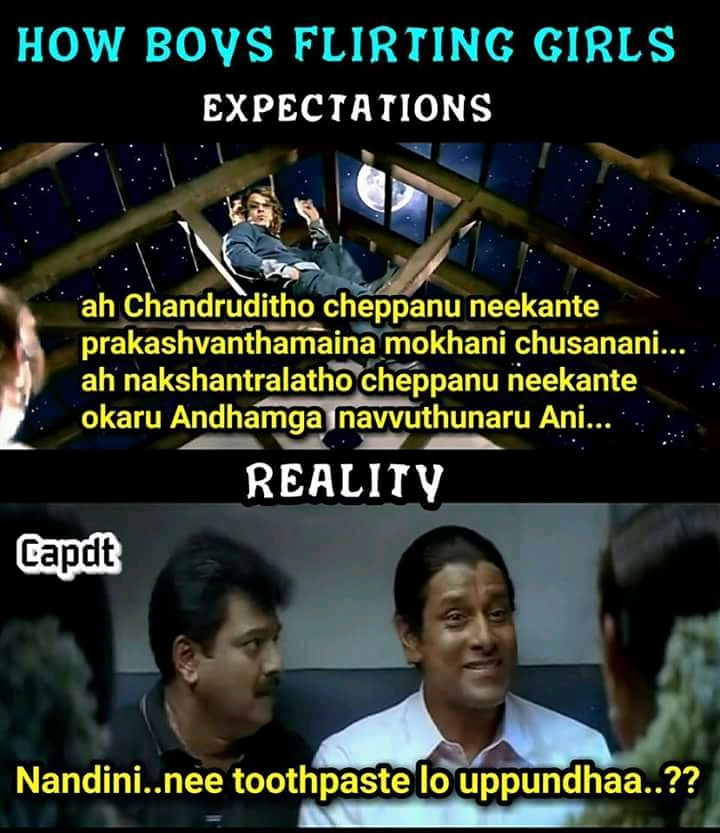 HOW BOYS FLIRTING GIRLS
EXPECTATIONS
ah Chandruditho cheppanu neekante
prakashvanthamaina mokhani chusanani...
ah nakshantralatho cheppanu neekante
okaru Andhamga navvuthunaru Ani...
REALITY
Capdt
Nandini..nee toothpaste lo uppundhaa..??